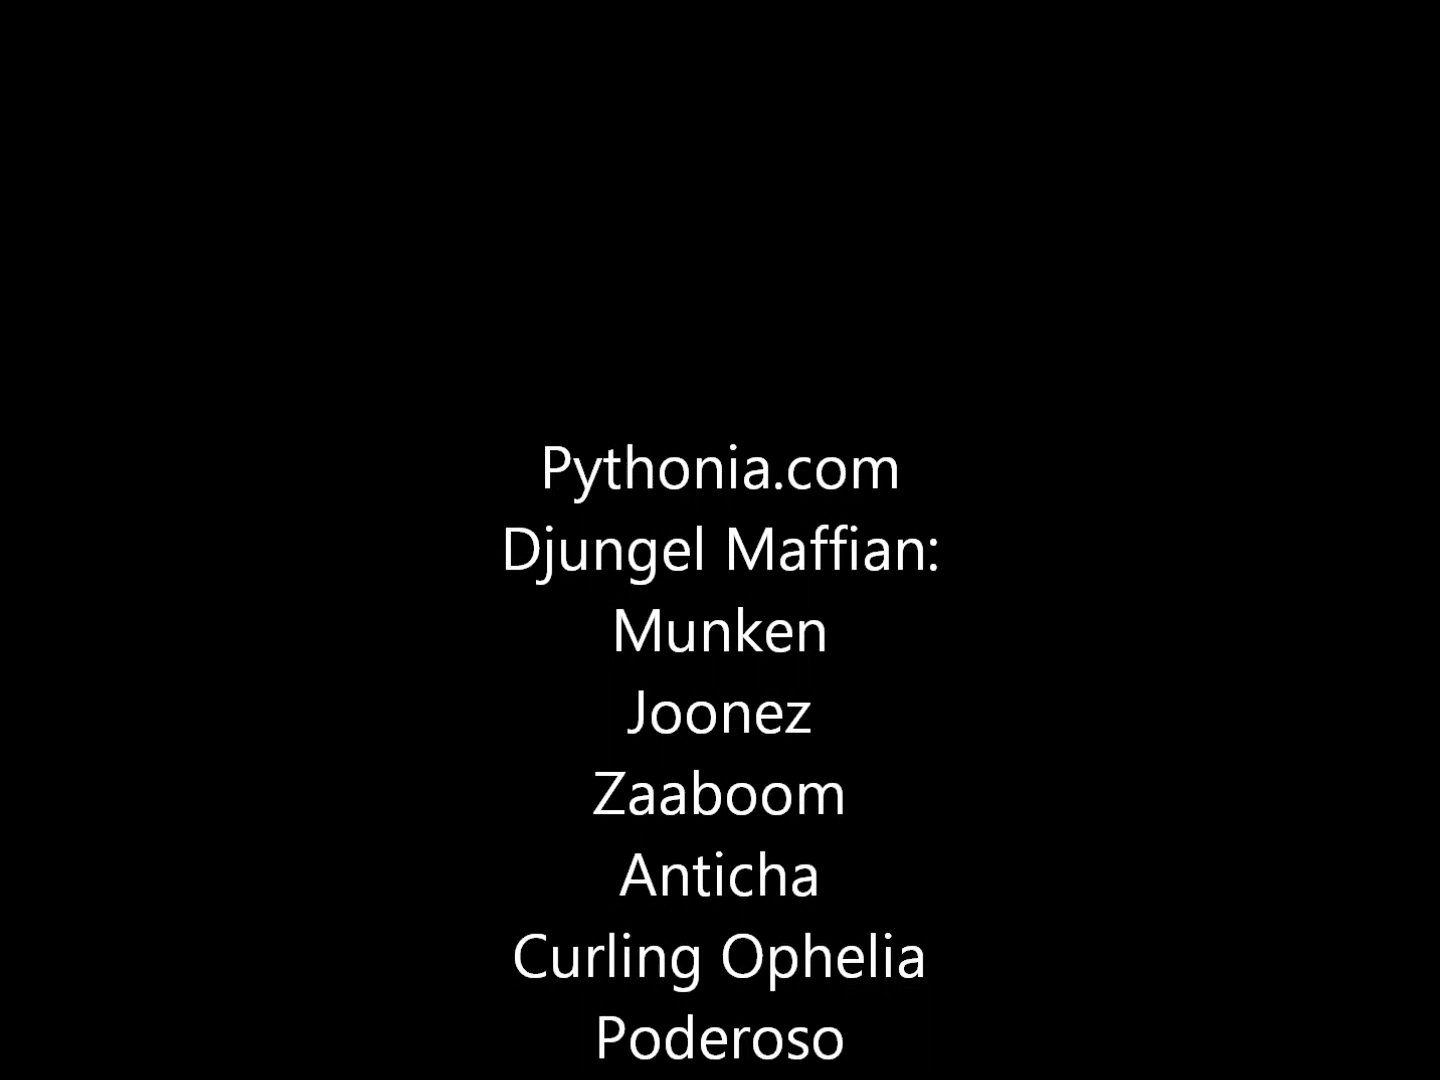 Pythonia.com
Djungel Maffian:
Munken
Joonez
Zaaboom
Anticha
Curling Ophelia
Poderoso